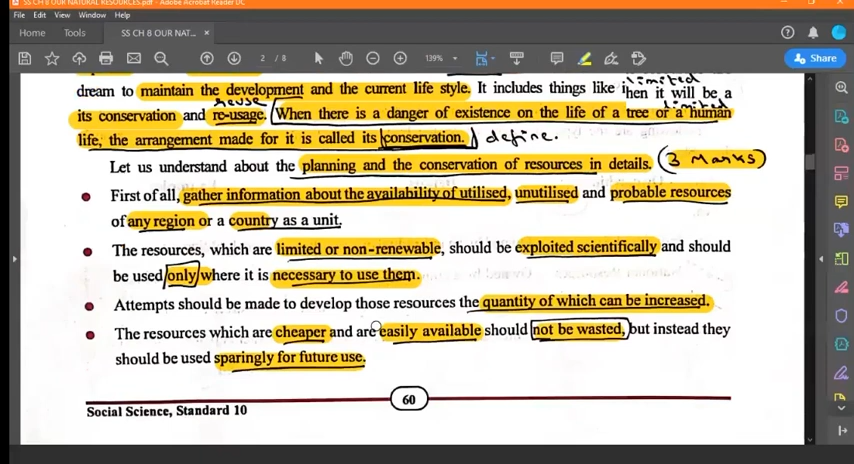 SS CH 8 OUR NATURAL RESOURCES.pdf - Adobe Acrobat Reader DC
File Edit View Sign Window Help
Home Tools SS CH 8 OUR NAT... ×
2 / 8 139% Share
dream to maintain the development and the current life style. It includes things like limited then it will be a
its conservation and reuse re-usage. When there is a danger of existence on the life of a tree or a human limited
life, the arrangement made for it is called its conservation. define.
Let us understand about the planning and the conservation of resources in details. (3 Marks)
First of all, gather information about the availability of utilised, unutilised and probable resources
of any region or a country as a unit.
The resources, which are limited or non-renewable, should be exploited scientifically and should
be used only where it is necessary to use them.
Attempts should be made to develop those resources the quantity of which can be increased.
The resources which are cheaper and are easily available should not be wasted, but instead they
should be used sparingly for future use.
60
Social Science, Standard 10